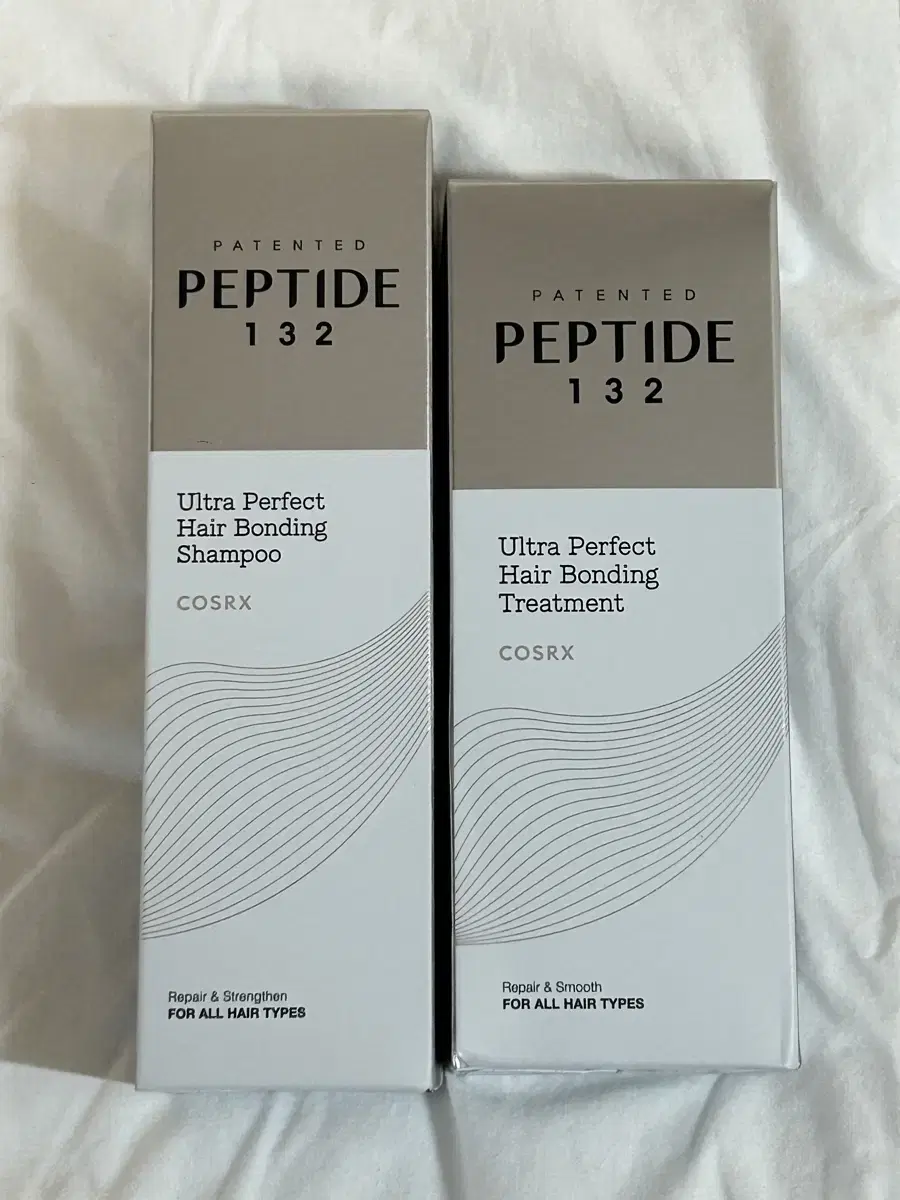 PATENTED
PEPTIDE
132
Ultra Perfect
Hair Bonding
Shampoo
COSRX
Repair & Strengthen
FOR ALL HAIR TYPES
PATENTED
PEPTIDE
132
Ultra Perfect
Hair Bonding
Treatment
COSRX
Repair & Smooth
FOR ALL HAIR TYPES